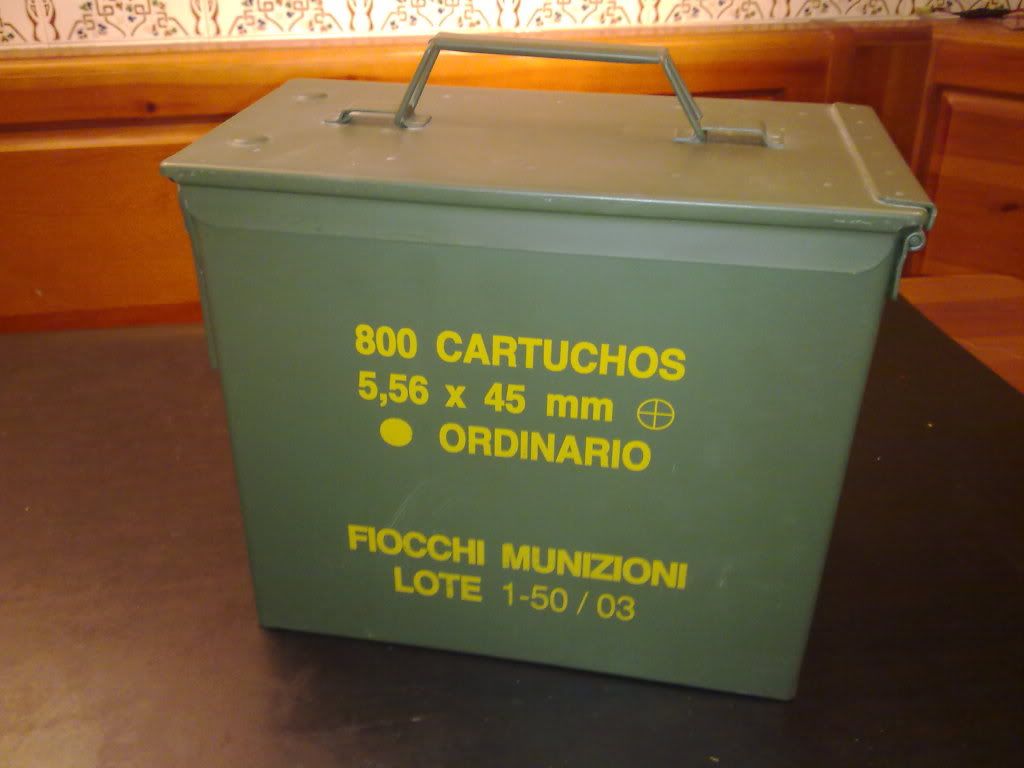 800 CARTUCHOS
5,56 x 45 mm ⊕
ORDINARIO
FIOCCHI MUNIZIONI
LOTE 1-50 / 03